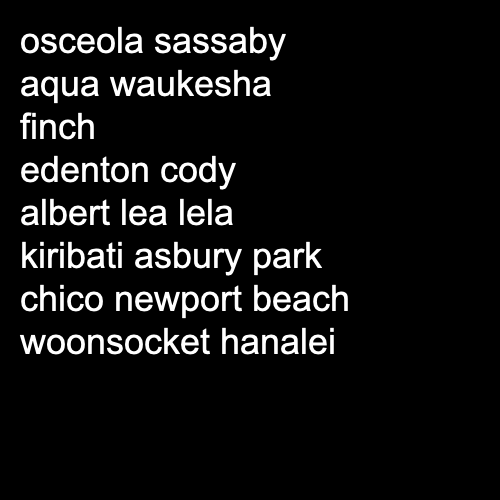 osceola sassaby
aqua waukesha
finch
edenton cody
albert lea lela
kiribati asbury park
chico newport beach
woonsocket hanalei